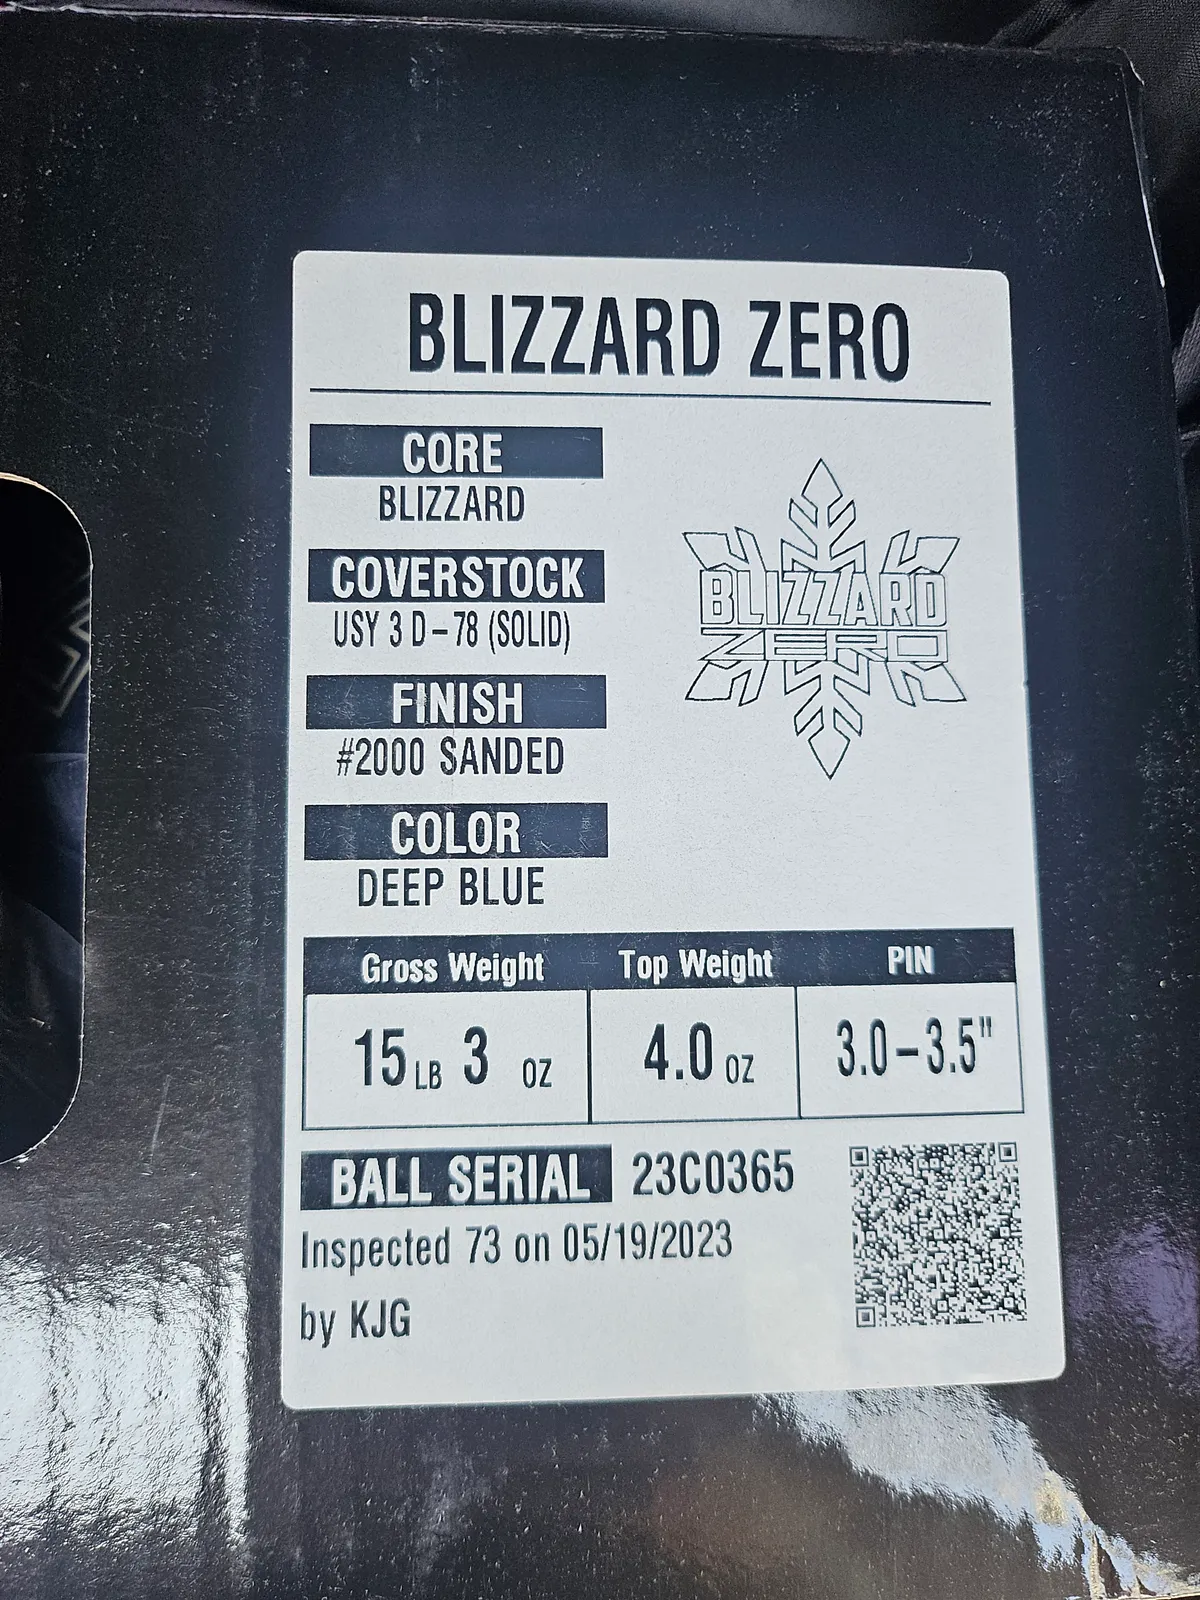 BLIZZARD ZERO
CORE
BLIZZARD
COVERSTOCK
USY 3 D-78 (SOLID)
FINISH
#2000 SANDED
COLOR
DEEP BLUE
BLIZZARD
ZERO
Gross Weight Top Weight PIN
15 LB 3 OZ 4.0 OZ 3.0-3.5"
BALL SERIAL 23C0365
Inspected 73 on 05/19/2023
by KJG